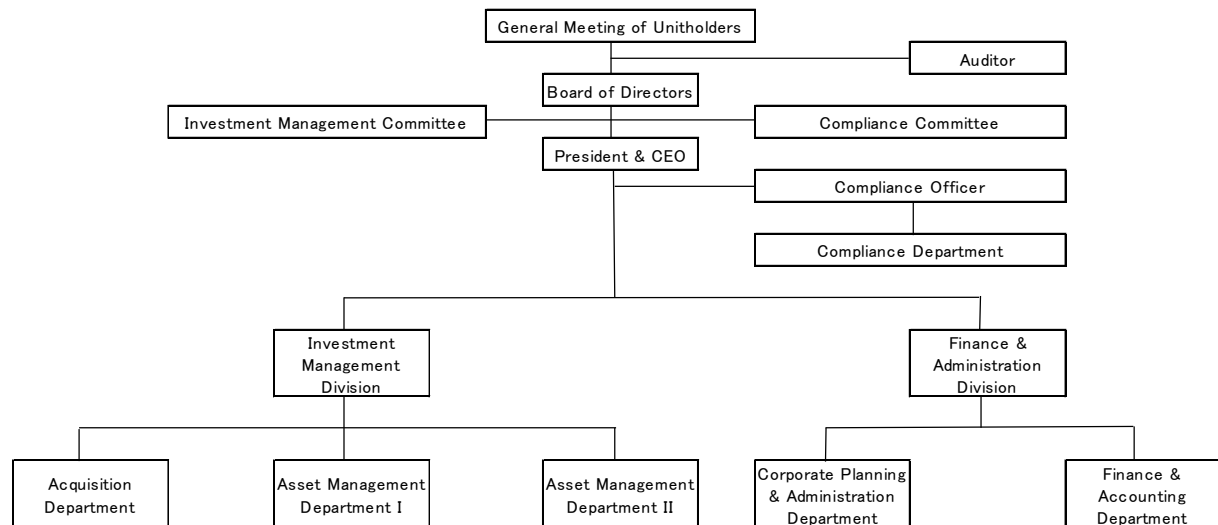 General Meeting of Unitholders
Auditor
Board of Directors
Investment Management Committee
Compliance Committee
President & CEO
Compliance Officer
Compliance Department
Investment
Management
Division
Finance &
Administration
Division
Acquisition
Department
Asset Management
Department I
Asset Management
Department II
Corporate Planning
& Administration
Department
Finance &
Accounting
Department